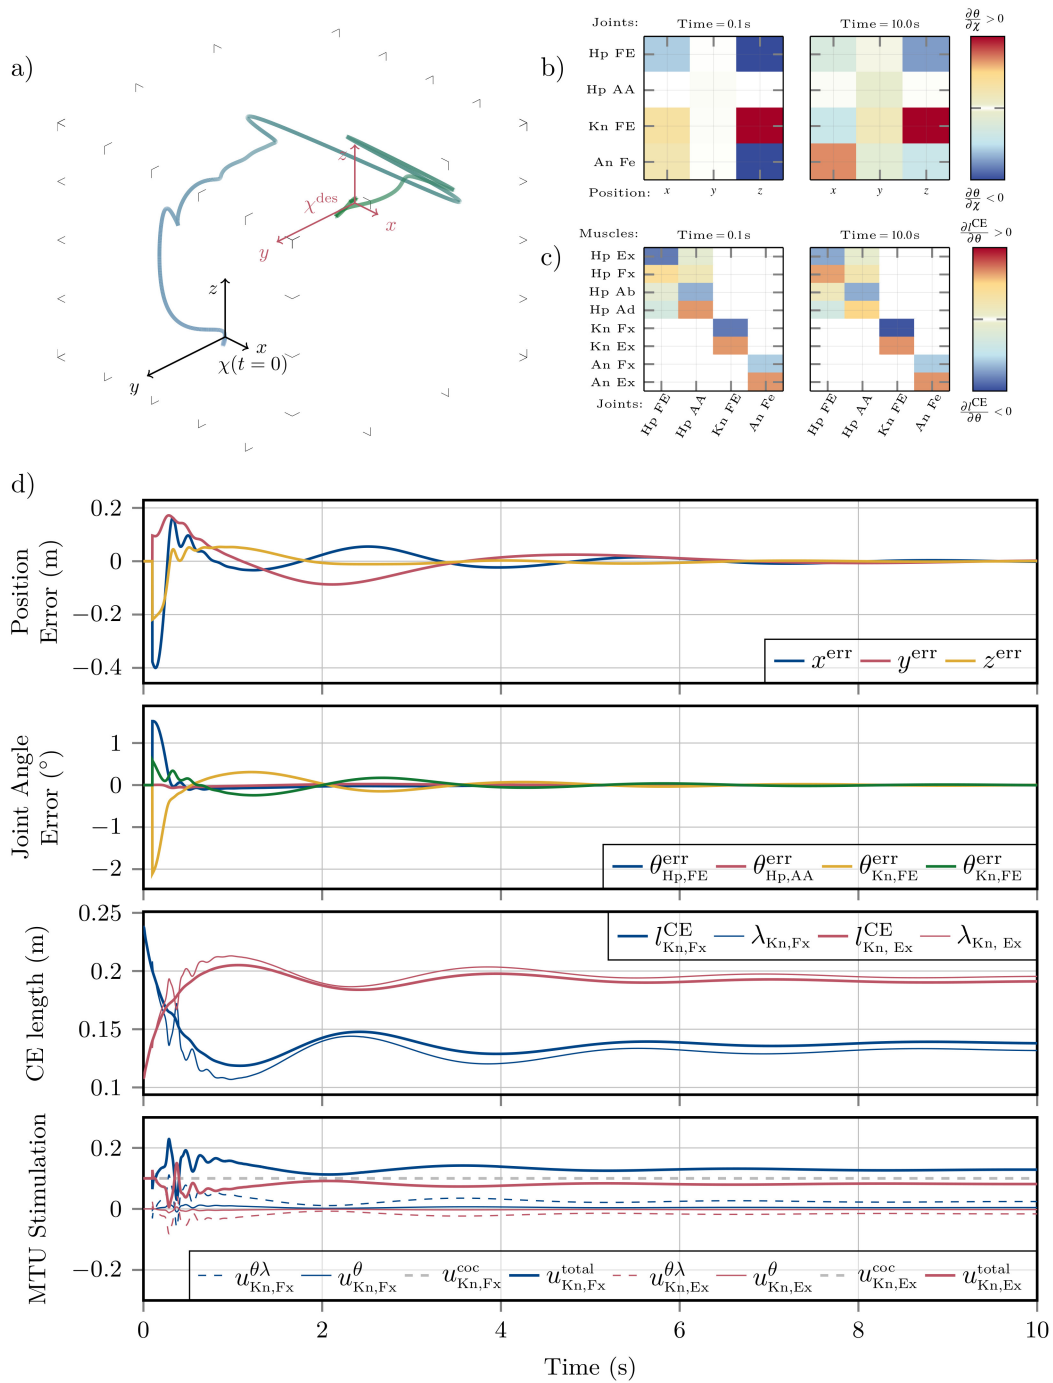 a)
z
χ^des
x
y
z
x
y
χ(t = 0)
b)
Joints:
Time = 0.1s
Time = 10.0s
∂θ/∂χ > 0
Hp FE
Hp AA
Kn FE
An Fe
Position:
x y z
x y z
∂θ/∂χ < 0
c)
Muscles:
Time = 0.1s
Time = 10.0s
∂l^CE/∂θ > 0
Hp Ex
Hp Fx
Hp Ab
Hp Ad
Kn Fx
Kn Ex
An Fx
An Ex
Joints:
Hp FE
Hp AA
Kn FE
An Fe
Hp FE
Hp AA
Kn FE
An Fe
∂l^CE/∂θ < 0
d)
Position
Error (m)
0.2
0
−0.2
−0.4
x^err y^err z^err
Joint Angle
Error (°)
1
0
−1
−2
θ^err_Hp,FE θ^err_Hp,AA θ^err_Kn,FE θ^err_Kn,FE
CE length (m)
0.25
0.2
0.15
0.1
l^CE_Kn,Fx λ_Kn,Fx l^CE_Kn, Ex λ_Kn, Ex
MTU Stimulation
0.2
0
−0.2
u^θλ_Kn,Fx u^θ_Kn,Fx u^coc_Kn,Fx u^total_Kn,Fx u^θλ_Kn,Ex u^θ_Kn,Ex u^coc_Kn,Ex u^total_Kn,Ex
0 2 4 6 8 10
Time (s)